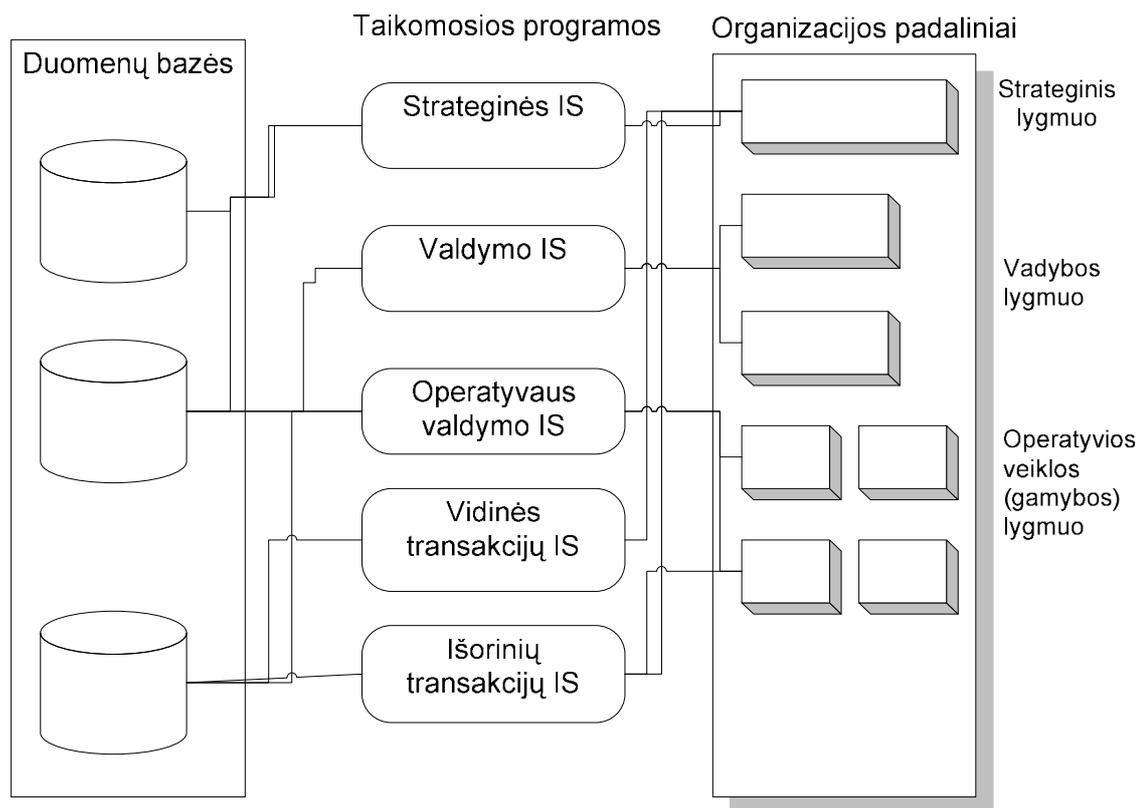 Taikomosios programos
Organizacijos padaliniai
Duomenų bazės
Strateginės IS
Valdymo IS
Operatyvaus
valdymo IS
Vidinės
transakcijų IS
Išorinių
transakcijų IS
Strateginis
lygmuo
Vadybos
lygmuo
Operatyvios
veiklos
(gamybos)
lygmuo